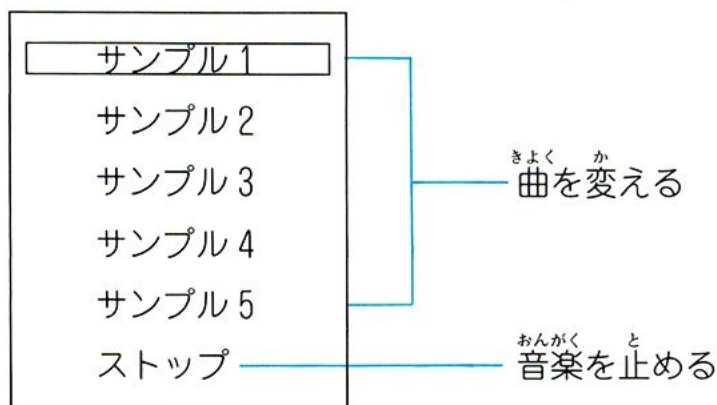 サンプル1
サンプル2
サンプル3
サンプル4
サンプル5
ストップ
きよく か
曲を変える
おんがく と
音楽を止める